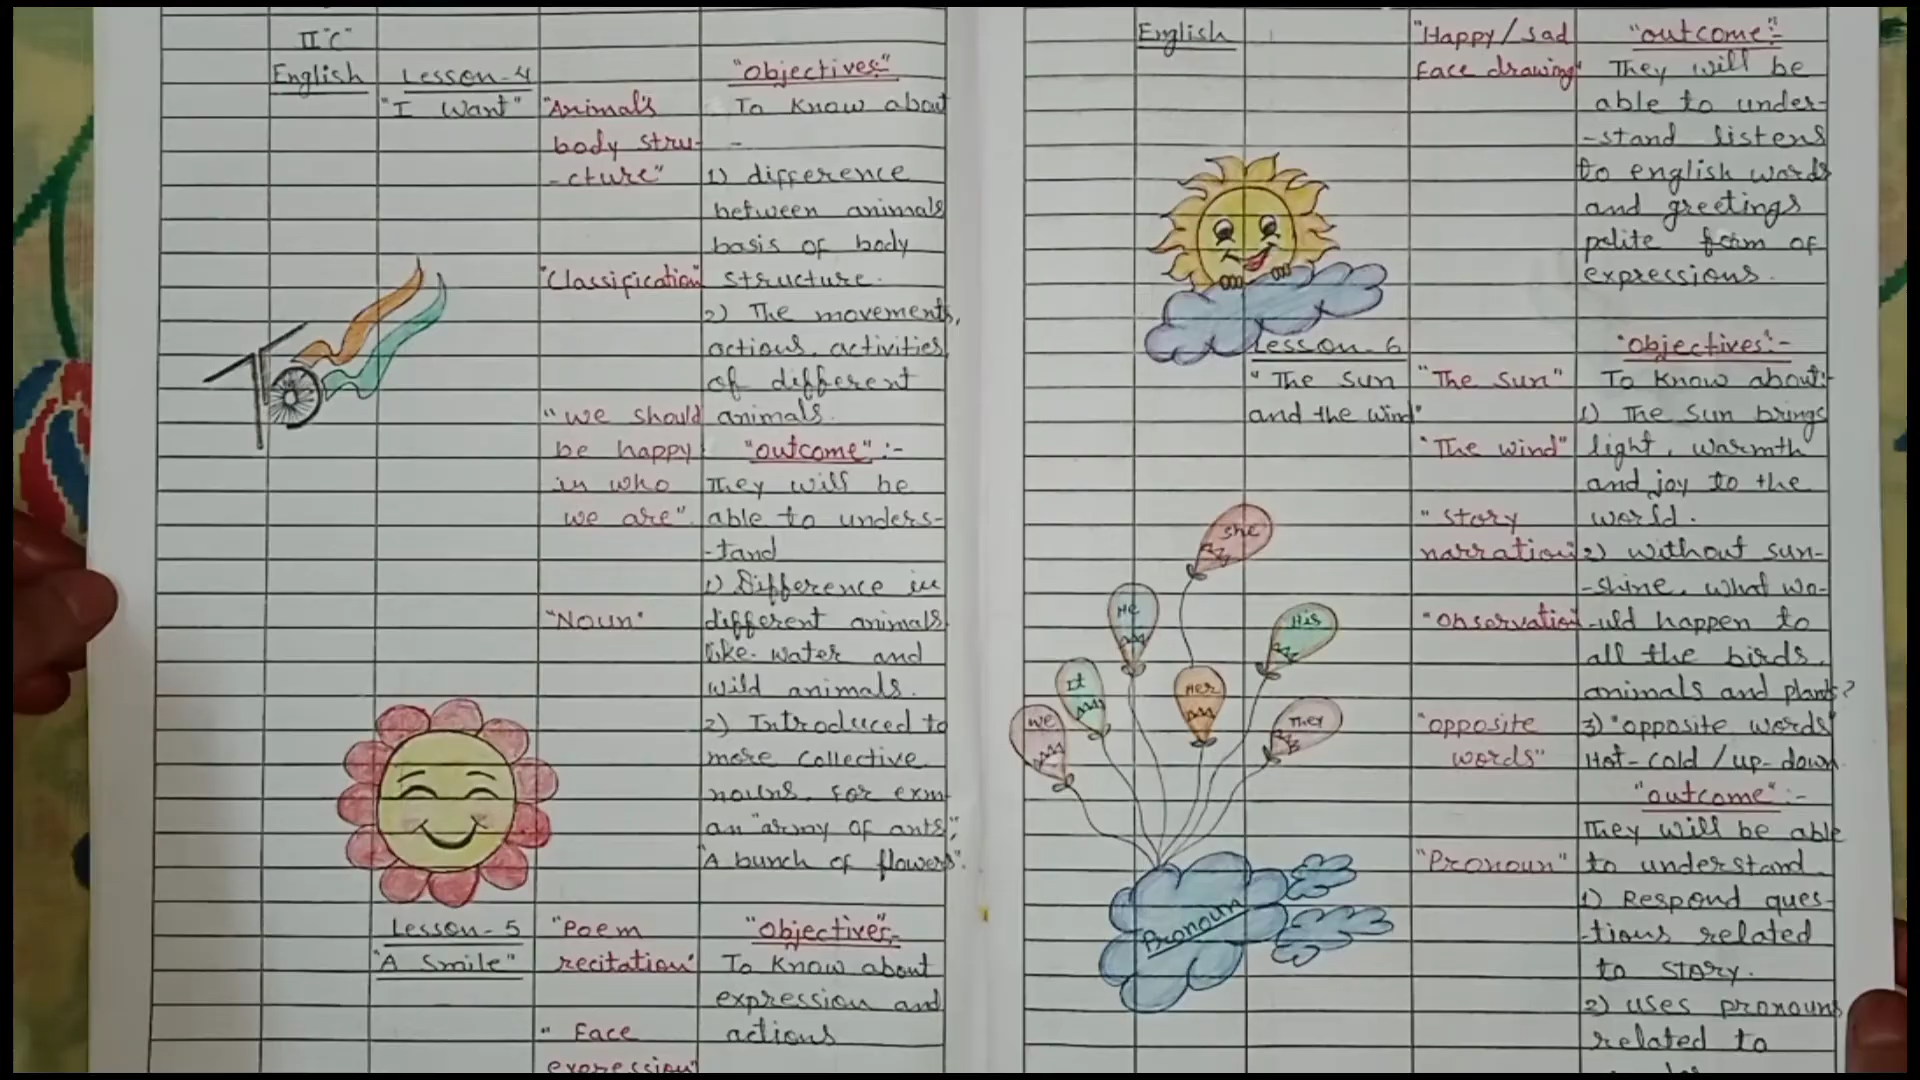 II "C"
English
Lesson-4
"I Want"
"Animal's
body stru-
-cture"
"Classification"
"we should
be happy
in who
we are".
"Noun"
"Objectives:-"
To Know about
-
1) difference
between animals
basis of body
structure.
2) The movements,
actions, activities
of different
animals.
"outcome":-
They will be
able to unders-
-tand
1) Difference in
different animals
like- water and
wild animals.
2) Introduced to
more Collective
nouns. For exm-
an "army of ants",
"A bunch of flowers".
Lesson-5
"A Smile"
"Poem
recitation"
"Face
expression"
"Objectives:-
To Know about
expression and
actions
English
"Happy/sad
Face drawing"
"outcome":-
They will be
able to under-
-stand listens
to english words
and greetings
polite form of
expressions.
Lesson-6
"The Sun
and the wind"
"The Sun"
"The wind"
"Story
narration"
"Observation"
"opposite
words"
"Pronoun"
"Objectives":-
To Know about:-
1) The Sun brings
light, warmth
and joy to the
world.
2) without sun-
-shine, what wo-
-uld happen to
all the birds,
animals and plants?
3) "opposite words"
Hot-cold/up-down
"outcome":-
They will be able
to understand
1) Respond ques-
-tions related
to story.
2) uses pronouns
related to
She
He
His
It
Her
We
They
Pronoun